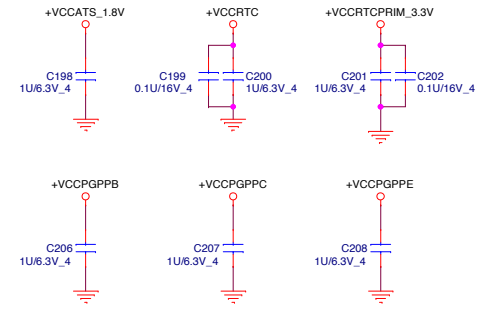 +VCCATS_1.8V
+VCCRTC
+VCCRTCPRIM_3.3V
C198
1U/6.3V_4
C199
0.1U/16V_4
C200
1U/6.3V_4
C201
1U/6.3V_4
C202
0.1U/16V_4
+VCCPGPPB
+VCCPGPPC
+VCCPGPPE
C206
1U/6.3V_4
C207
1U/6.3V_4
C208
1U/6.3V_4